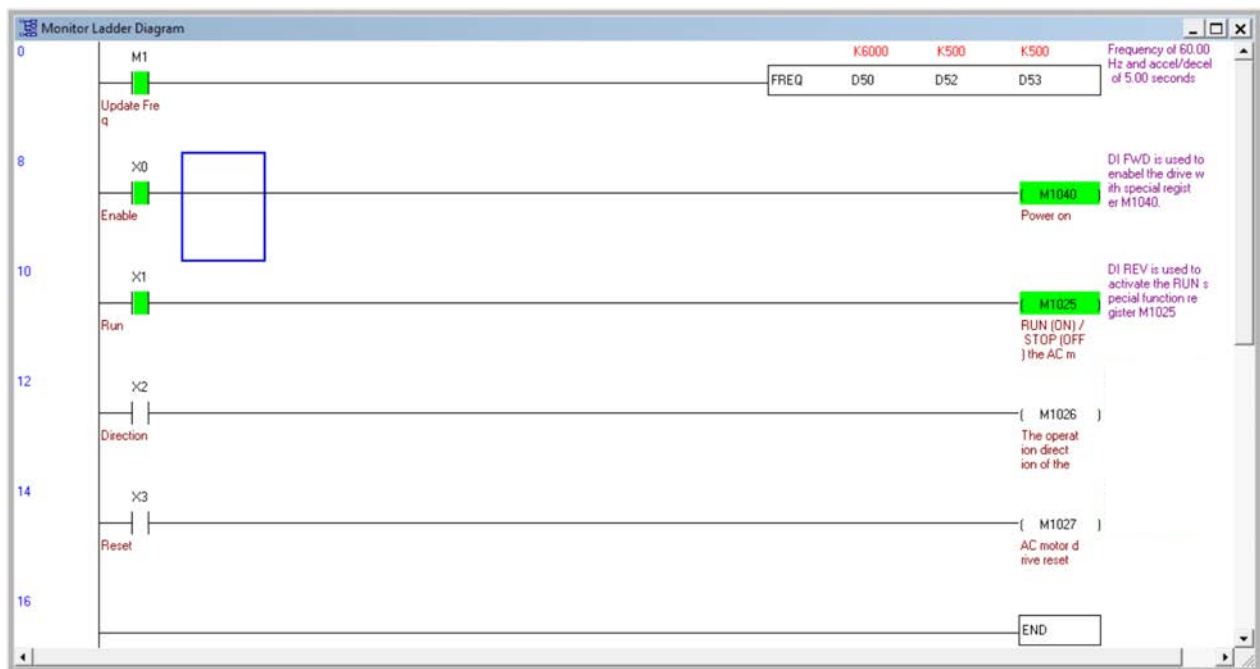 Monitor Ladder Diagram
0
M1
Update Fre
q
K6000 K500 K500
FREQ D50 D52 D53
Frequency of 60.00
Hz and accel/decel
of 5.00 seconds
8
X0
Enable
M1040
Power on
DI FWD is used to
enabel the drive w
ith special regist
er M1040.
10
X1
Run
M1025
RUN (ON) /
STOP (OFF
) the AC m
DI REV is used to
activate the RUN s
pecial function re
gister M1025
12
X2
Direction
M1026
The operat
ion direct
ion of the
14
X3
Reset
M1027
AC motor d
rive reset
16
END